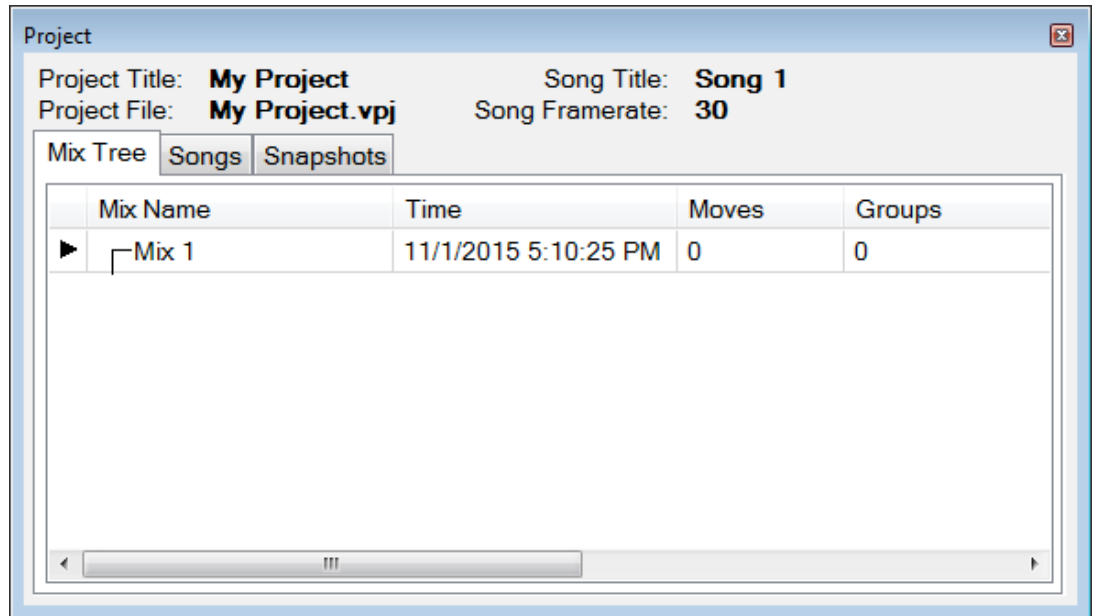 Project
Project Title: My Project Song Title: Song 1
Project File: My Project.vpj Song Framerate: 30
Mix Tree Songs Snapshots
Mix Name Time Moves Groups
Mix 1 11/1/2015 5:10:25 PM 0 0